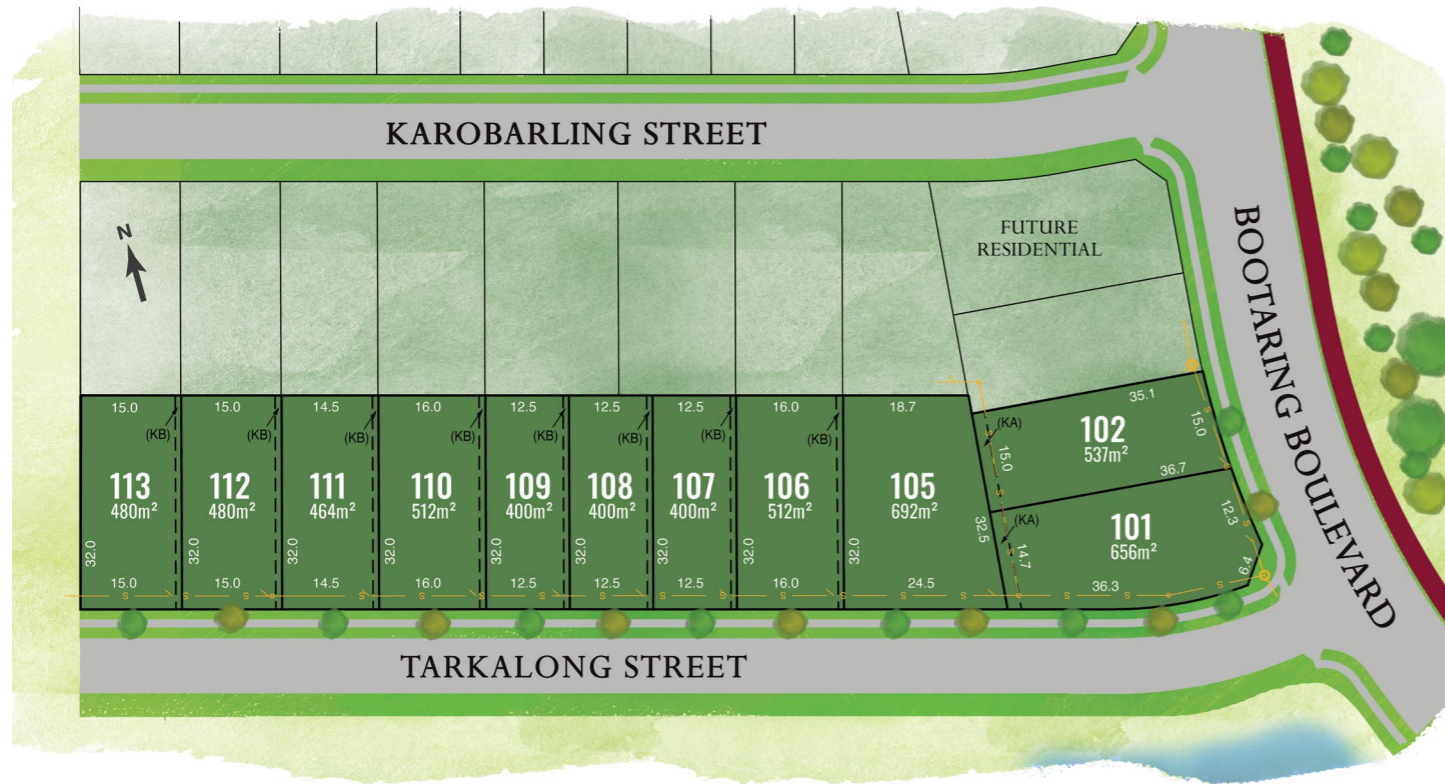 KAROBARLING STREET
N
FUTURE
RESIDENTIAL
BOOTARING BOULEVARD
15.0
(KB)
113
480m²
32.0
15.0
15.0
(KB)
112
480m²
32.0
15.0
14.5
(KB)
111
464m²
32.0
14.5
16.0
(KB)
110
512m²
32.0
16.0
12.5
(KB)
109
400m²
32.0
12.5
12.5
(KB)
108
400m²
32.0
12.5
12.5
(KB)
107
400m²
32.0
12.5
16.0
(KB)
106
512m²
32.0
16.0
18.7
105
692m²
32.0
32.5
24.5
35.1
(KA)
15.0
102
537m²
15.0
36.7
(KA)
14.7
101
656m²
12.3
6.4
36.3
S S S S S S S S S S S S S S S S S
TARKALONG STREET